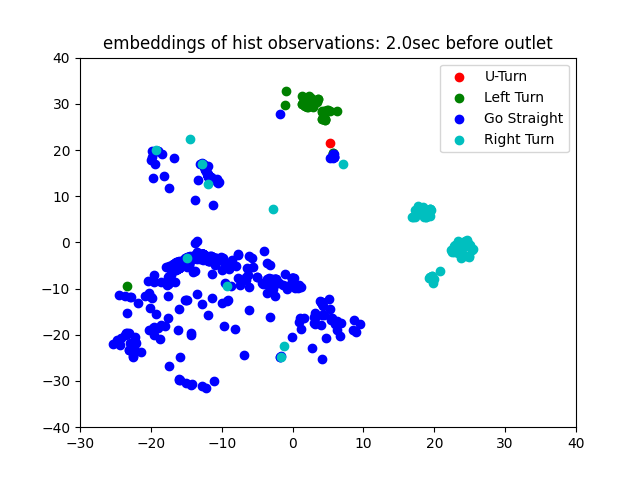 embeddings of hist observations: 2.0sec before outlet
U-Turn
Left Turn
Go Straight
Right Turn
40
30
20
10
0
−10
−20
−30
−40
−30 −20 −10 0 10 20 30 40